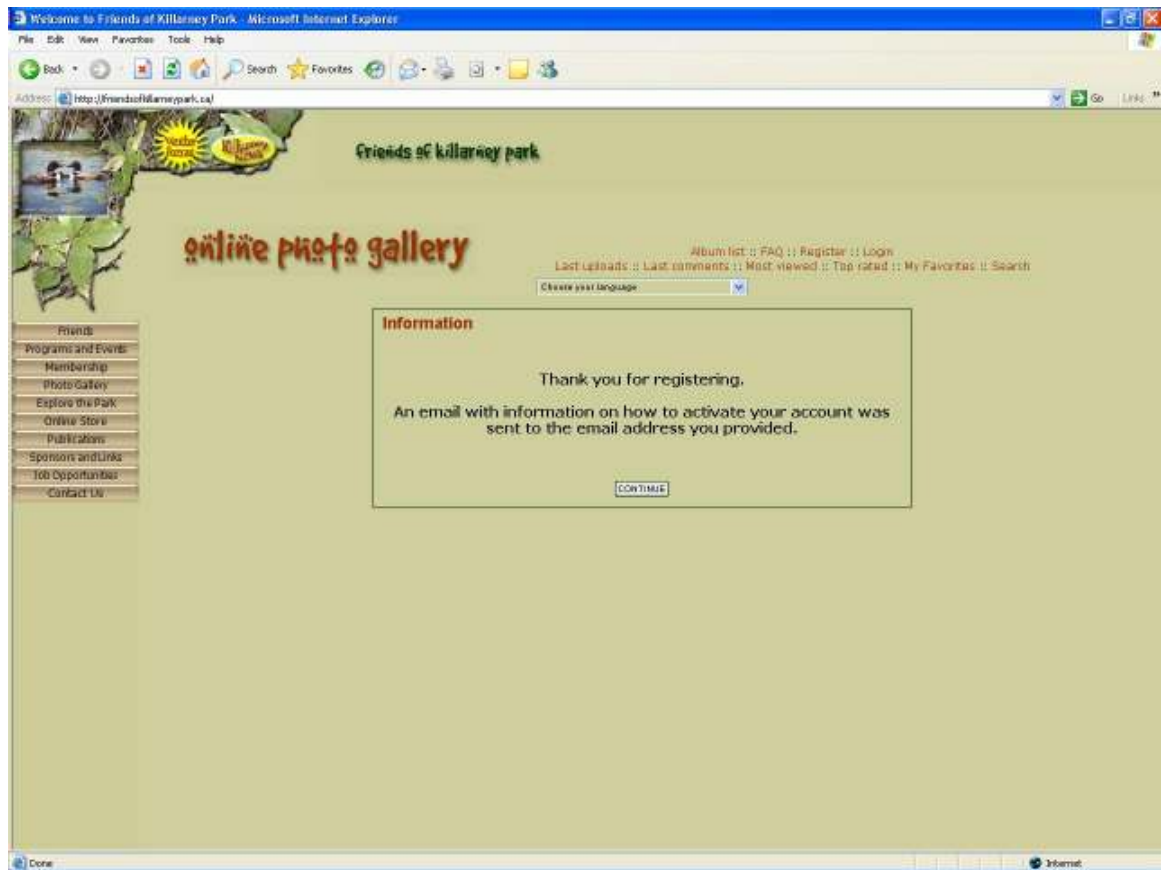 Welcome to Friends of Killarney Park - Microsoft Internet Explorer
File Edit View Favorites Tools Help
Back Search Favorites
Address http://friendsofkillarneypark.ca/ Go Links
friends of killarney park
online photo gallery
Album list :: FAQ :: Register :: Login
Last uploads :: Last comments :: Most viewed :: Top rated :: My Favorites :: Search
Choose your language
Friends
Programs and Events
Membership
Photo Gallery
Explore the Park
Online Store
Publications
Sponsors and Links
Job Opportunities
Contact Us
Information
Thank you for registering.
An email with information on how to activate your account was
sent to the email address you provided.
CONTINUE
Done Internet